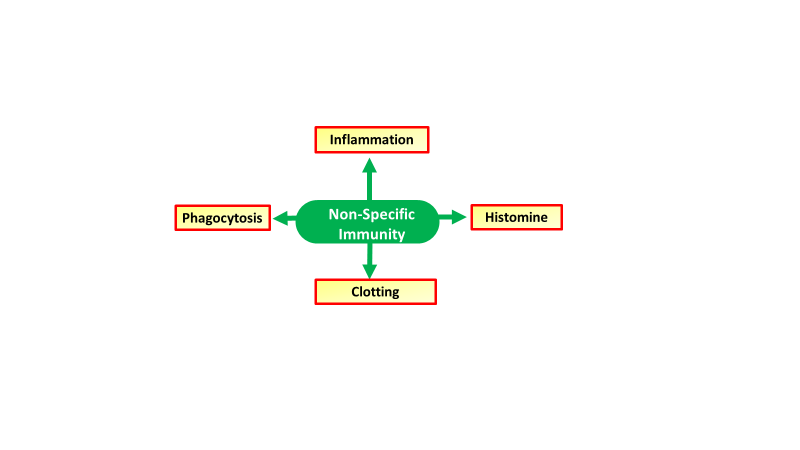 Inflammation
Phagocytosis
Non-Specific
Immunity
Histomine
Clotting